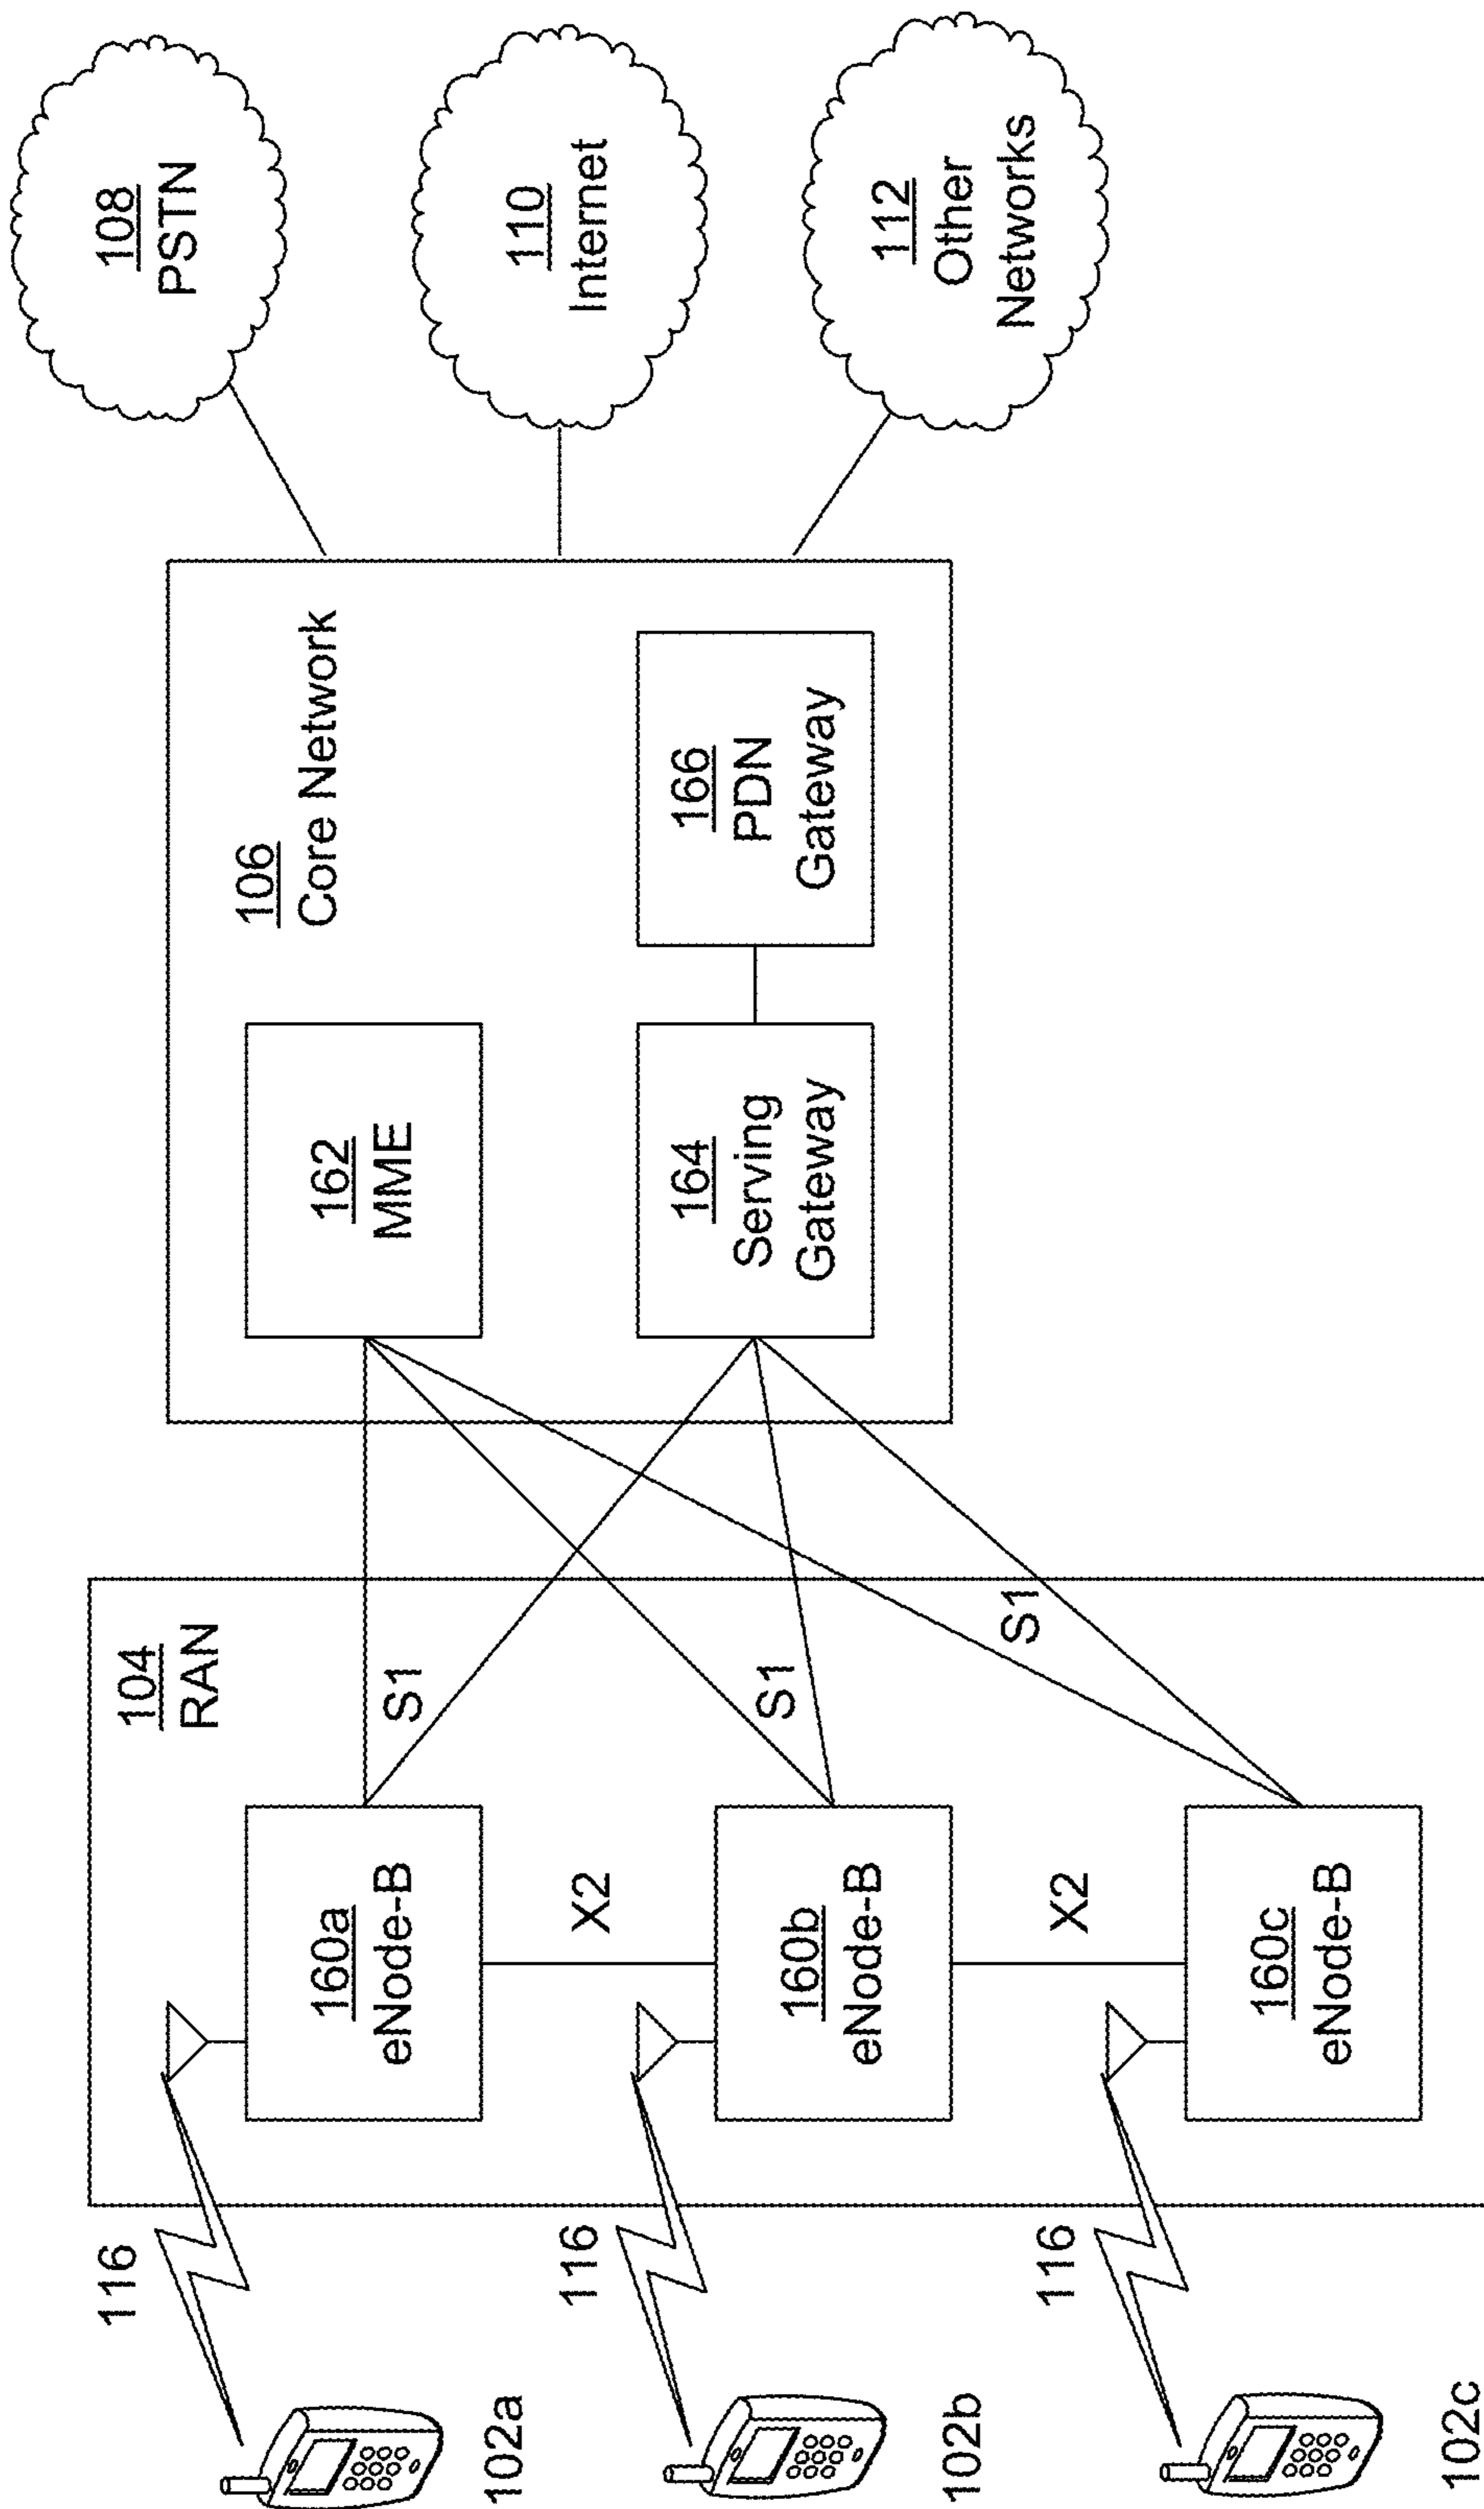 116
102a
116
102b
116
102c
104
RAN
160a
eNode-B
X2
160b
eNode-B
X2
160c
eNode-B
S1
S1
S1
106
Core Network
162
MME
164
Serving
Gateway
166
PDN
Gateway
108
PSTN
110
Internet
112
Other
Networks